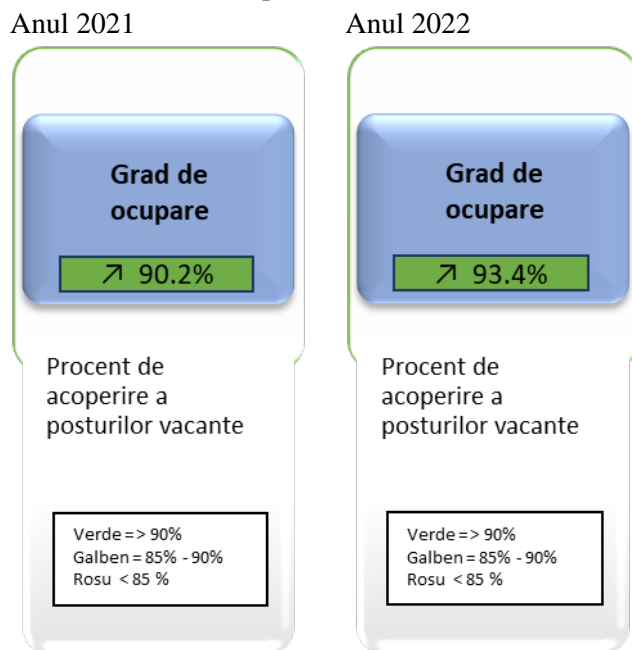 Anul 2021
Grad de
ocupare
↗ 90.2%
Procent de
acoperire a
posturilor vacante
Verde => 90%
Galben = 85% - 90%
Rosu < 85 %
Anul 2022
Grad de
ocupare
↗ 93.4%
Procent de
acoperire a
posturilor vacante
Verde => 90%
Galben = 85% - 90%
Rosu < 85 %